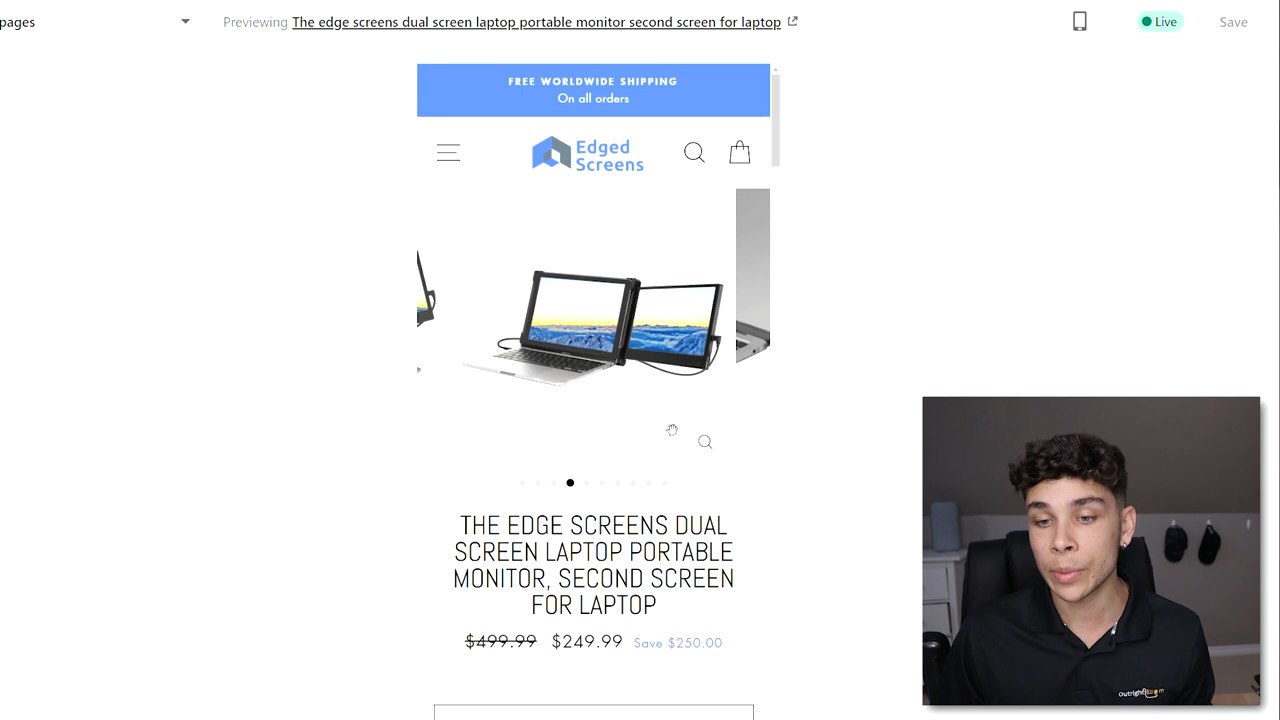 pages
Previewing The edge screens dual screen laptop portable monitor second screen for laptop
Live
Save
FREE WORLDWIDE SHIPPING
On all orders
Edged
Screens
THE EDGE SCREENS DUAL
SCREEN LAPTOP PORTABLE
MONITOR, SECOND SCREEN
FOR LAPTOP
$499.99 $249.99 Save $250.00
OutrightEcom